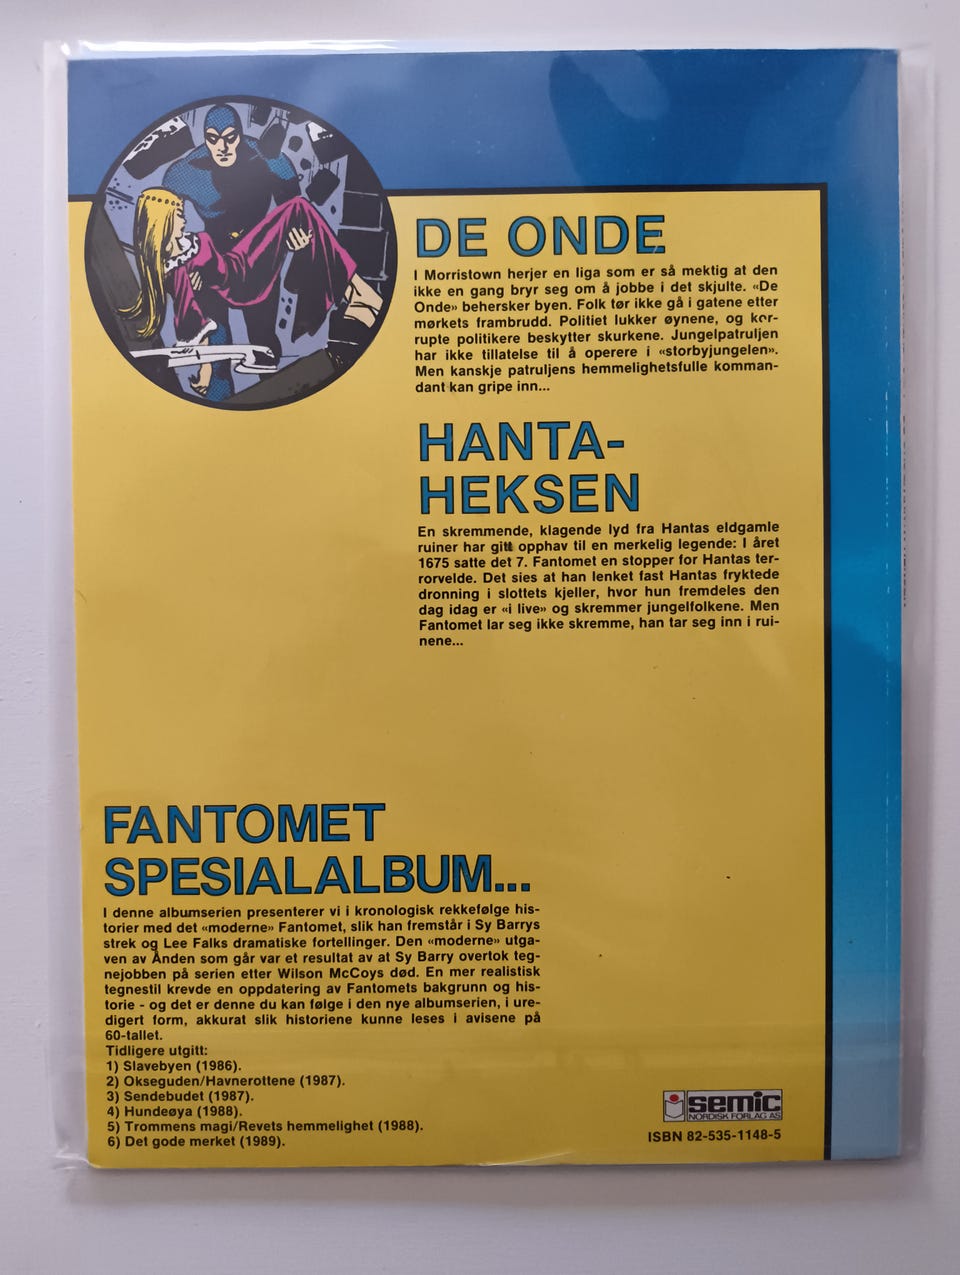 DE ONDE
I Morristown herjer en liga som er så mektig at den
ikke en gang bryr seg om å jobbe i det skjulte. «De
Onde» behersker byen. Folk tør ikke gå i gatene etter
mørkets frambrudd. Politiet lukker øynene, og kor-
rupte politikere beskytter skurkene. Jungelpatruljen
har ikke tillatelse til å operere i «storbyjungelen».
Men kanskje patruljens hemmelighetsfulle komman-
dant kan gripe inn...
HANTA-
HEKSEN
En skremmende, klagende lyd fra Hantas eldgamle
ruiner har gitt opphav til en merkelig legende: I året
1675 satte det 7. Fantomet en stopper for Hantas ter-
rorvelde. Det sies at han lenket fast Hantas fryktede
dronning i slottets kjeller, hvor hun fremdeles den
dag idag er «i live» og skremmer jungelfolkene. Men
Fantomet lar seg ikke skremme, han tar seg inn i rui-
nene...
FANTOMET
SPESIALALBUM...
I denne albumserien presenterer vi i kronologisk rekkefølge his-
torier med det «moderne» Fantomet, slik han fremstår i Sy Barrys
strek og Lee Falks dramatiske fortellinger. Den «moderne» utga-
ven av Ånden som går var et resultat av at Sy Barry overtok teg-
nejobben på serien etter Wilson McCoys død. En mer realistisk
tegnestil krevde en oppdatering av Fantomets bakgrunn og his-
torie - og det er denne du kan følge i den nye albumserien, i ure-
digert form, akkurat slik historiene kunne leses i avisene på
60-tallet.
Tidligere utgitt:
1) Slavebyen (1986).
2) Okseguden/Havnerottene (1987).
3) Sendebudet (1987).
4) Hundeøya (1988).
5) Trommens magi/Revets hemmelighet (1988).
6) Det gode merket (1989).
semic
NORDISK FORLAG AS
ISBN 82-535-1148-5